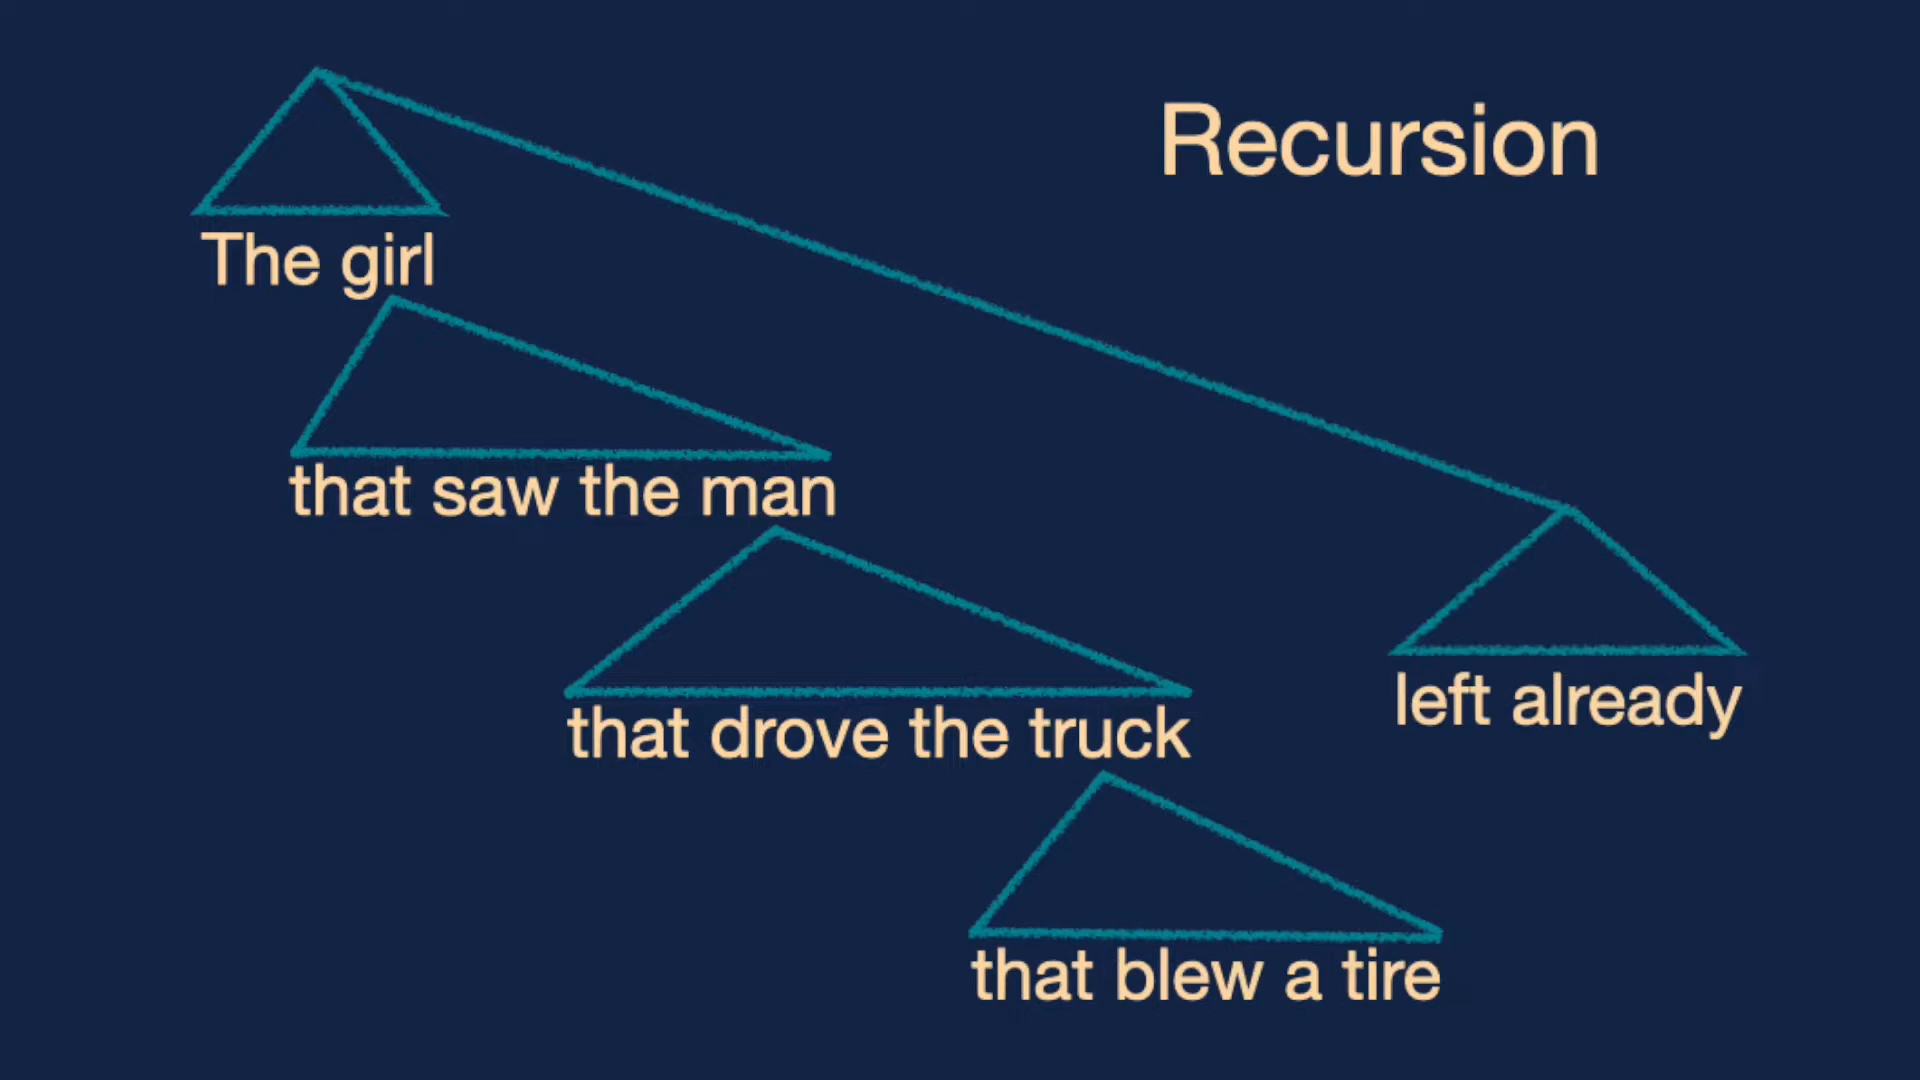 Recursion
The girl
that saw the man
that drove the truck
left already
that blew a tire